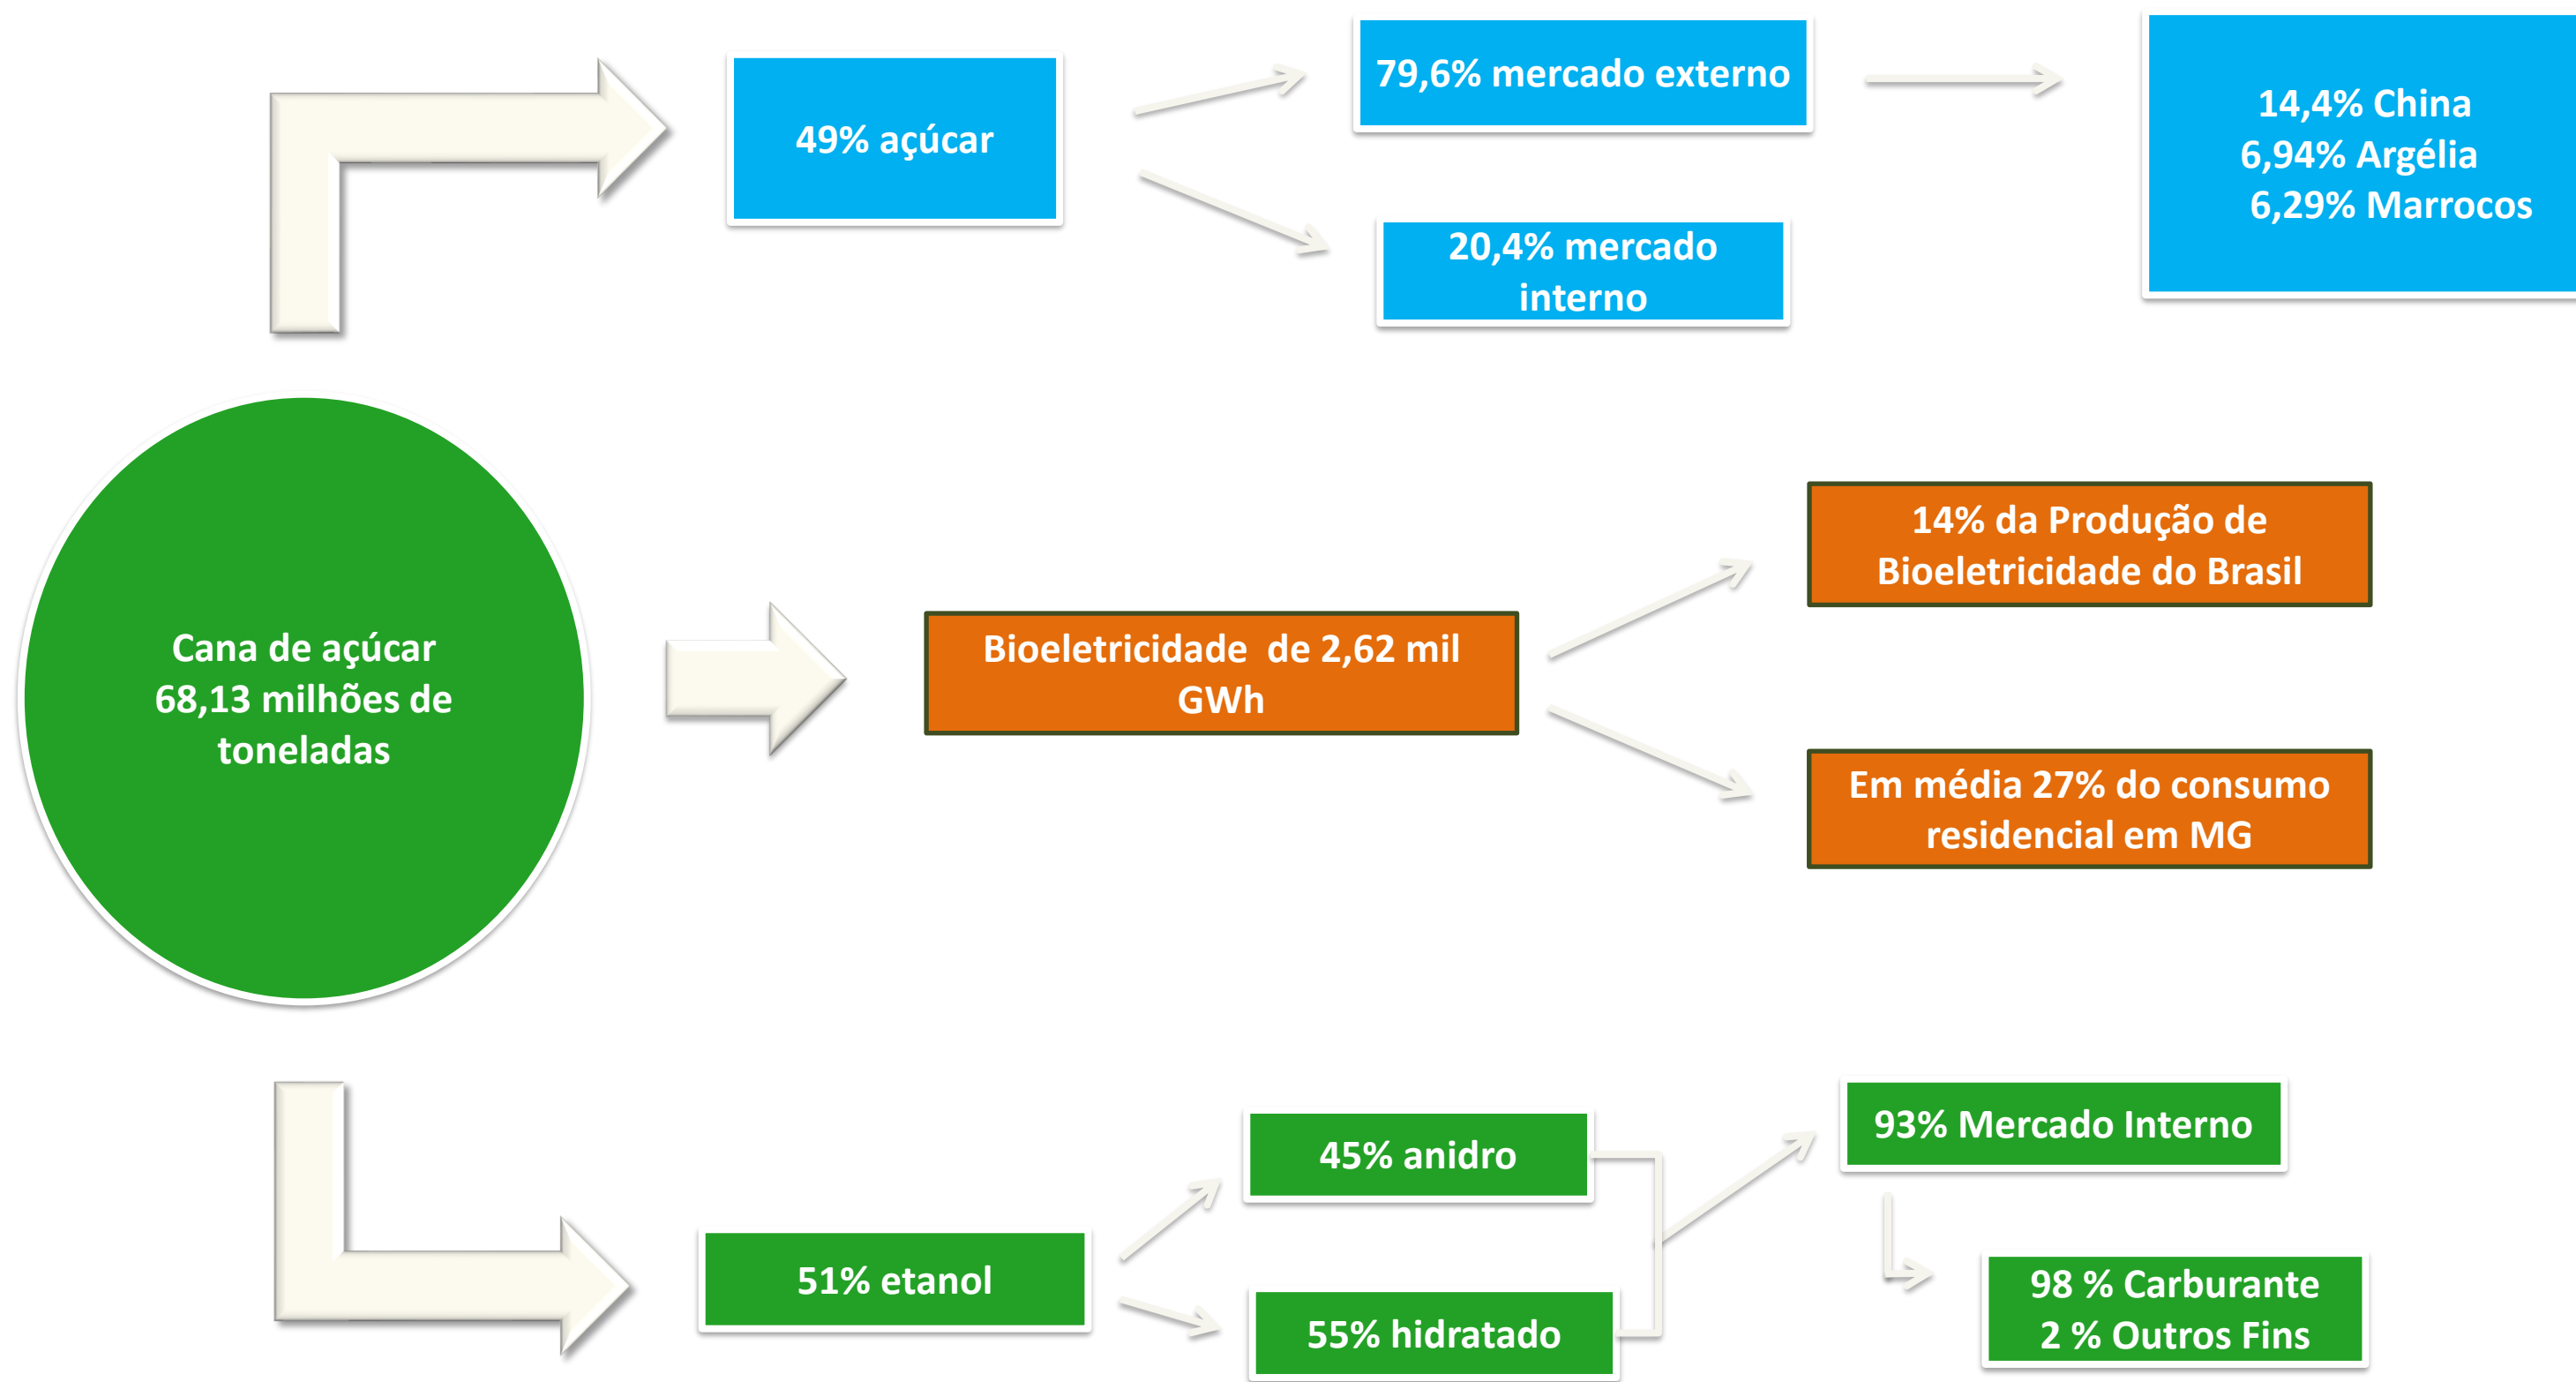 49% açúcar
79,6% mercado externo
20,4% mercado
interno
14,4% China
6,94% Argélia
6,29% Marrocos
Cana de açúcar
68,13 milhões de
toneladas
Bioeletricidade de 2,62 mil
GWh
14% da Produção de
Bioeletricidade do Brasil
Em média 27% do consumo
residencial em MG
51% etanol
45% anidro
55% hidratado
93% Mercado Interno
98 % Carburante
2 % Outros Fins